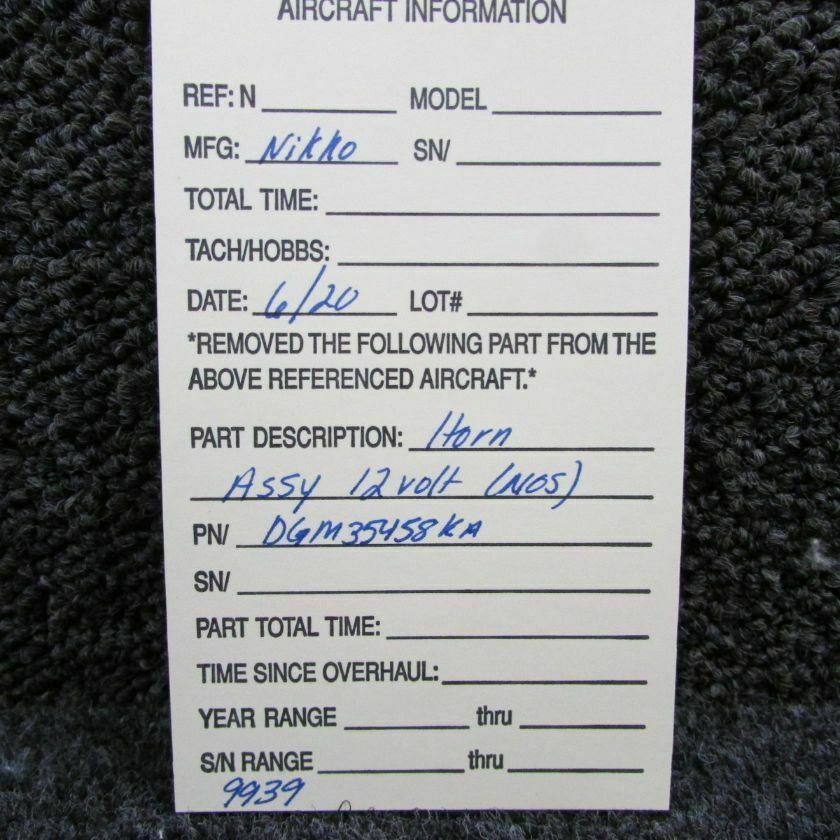 AIRCRAFT INFORMATION
REF: N MODEL
MFG: Nikko SN/
TOTAL TIME:
TACH/HOBBS:
DATE: 6/20 LOT#
*REMOVED THE FOLLOWING PART FROM THE
ABOVE REFERENCED AIRCRAFT.*
PART DESCRIPTION: Horn
Assy 12 volt (NOS)
PN/ DGM35458KA
SN/
PART TOTAL TIME:
TIME SINCE OVERHAUL:
YEAR RANGE thru
S/N RANGE thru
9939